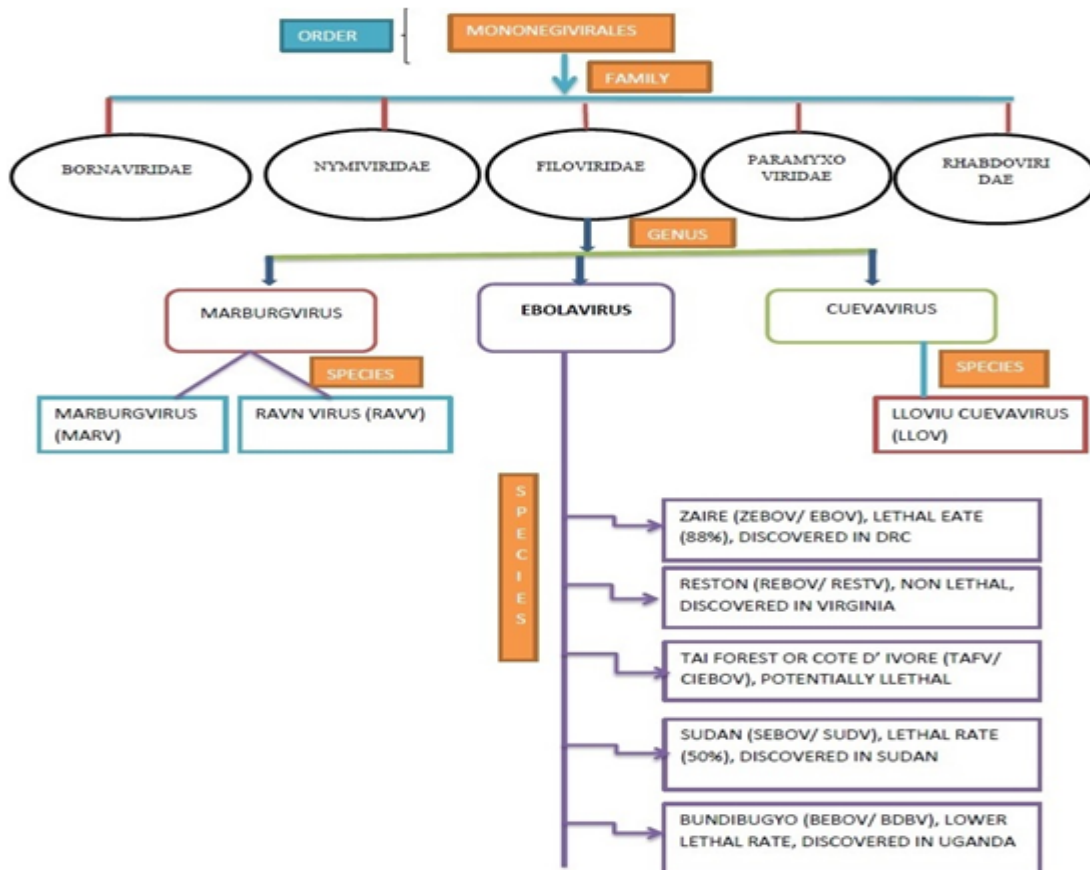 ORDER
MONONEGIVIRALES
FAMILY
BORNAVIRIDAE
NYMIVIRIDAE
FILOVIRIDAE
PARAMYXO
VIRIDAE
RHABDOVIRI
DAE
GENUS
MARBURGVIRUS
EBOLAVIRUS
CUEVAVIRUS
SPECIES
SPECIES
MARBURGVIRUS
(MARV)
RAVN VIRUS (RAVV)
LLOVIU CUEVAVIRUS
(LLOV)
SPECIES
ZAIRE (ZEBOV/ EBOV), LETHAL EATE
(88%), DISCOVERED IN DRC
RESTON (REBOV/ RESTV), NON LETHAL,
DISCOVERED IN VIRGINIA
TAI FOREST OR COTE D' IVORE (TAFV/
CIEBOV), POTENTIALLY LLETHAL
SUDAN (SEBOV/ SUDV), LETHAL RATE
(50%), DISCOVERED IN SUDAN
BUNDIBUGYO (BEBOV/ BDBV), LOWER
LETHAL RATE, DISCOVERED IN UGANDA